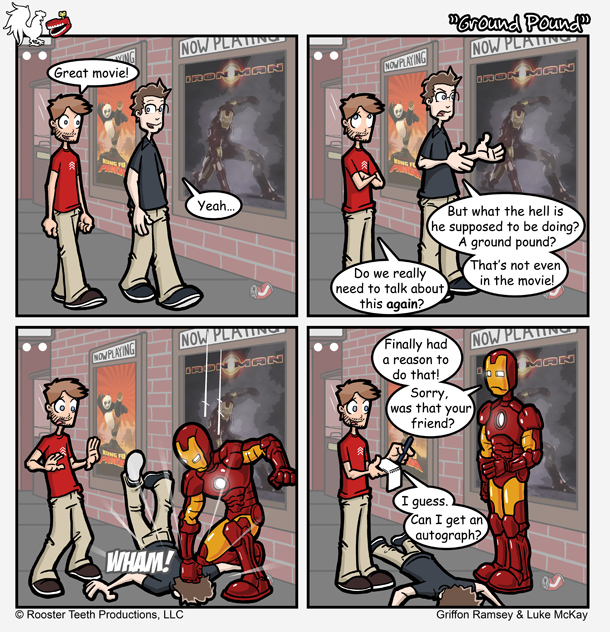 "Ground Pound"
NOW PLAYING
NOW PLAYING
IRON MAN
KUNG FU
Great movie!
Yeah...
NOW PLAYING
NOW PLAYING
IRON MAN
KUNG FU
But what the hell is
he supposed to be doing?
A ground pound?
That's not even
in the movie!
Do we really
need to talk about
this again?
NOW PLAYING
NOW PLAYING
IRON MAN
WHAM!
NOW PLAYING
Finally had
a reason to
do that!
Sorry,
was that your
friend?
I guess.
Can I get an
autograph?
© Rooster Teeth Productions, LLC
Griffon Ramsey & Luke McKay